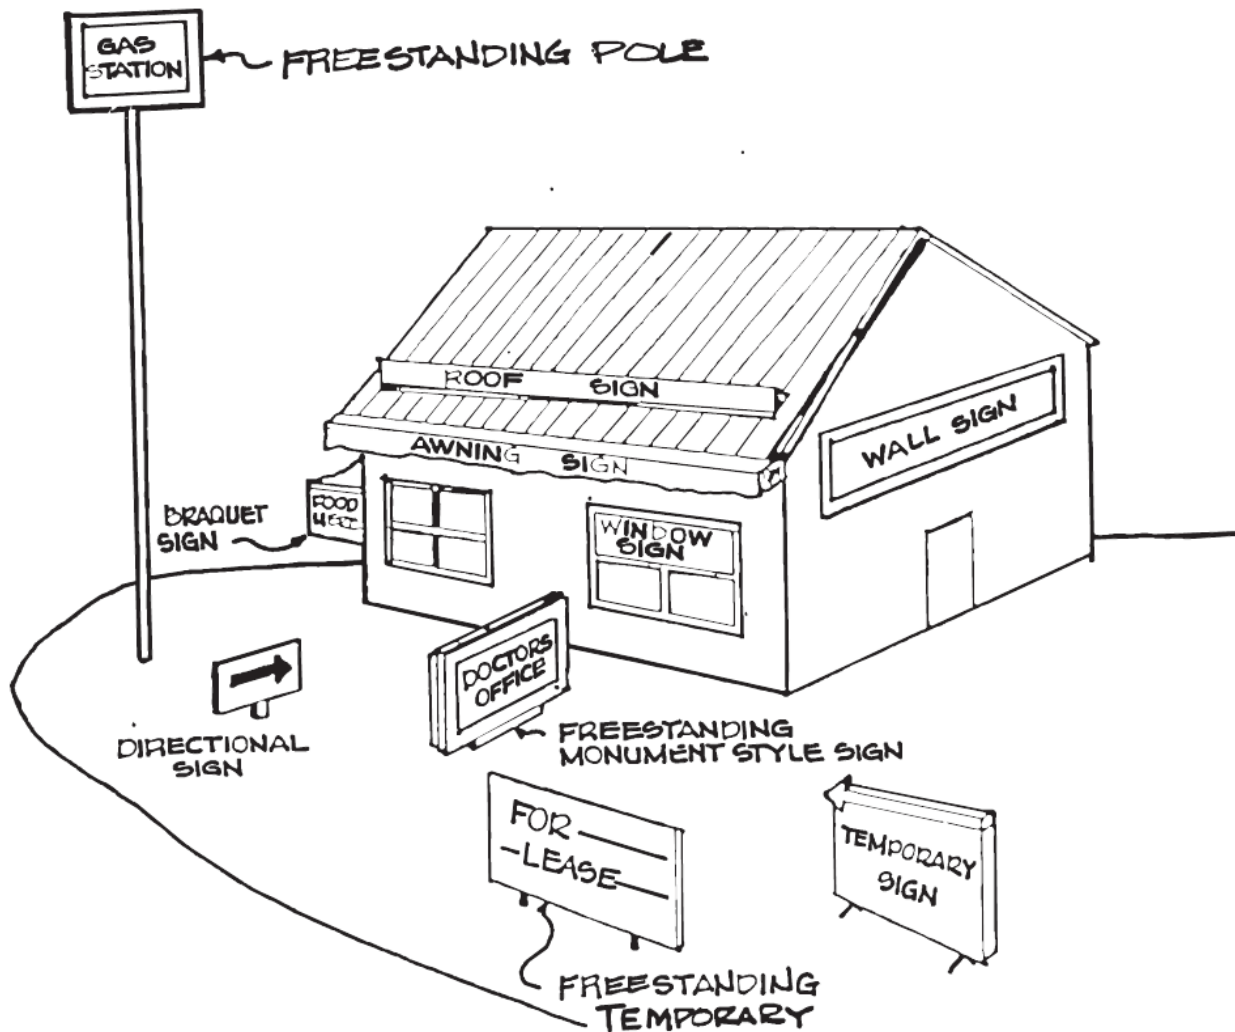 GAS
STATION
FREESTANDING POLE
ROOF SIGN
AWNING SIGN
WALL SIGN
FOOD
BRAQUET
SIGN
WINDOW
SIGN
DOCTORS
OFFICE
DIRECTIONAL
SIGN
FREESTANDING
MONUMENT STYLE SIGN
FOR
LEASE
TEMPORARY
SIGN
FREESTANDING
TEMPORARY